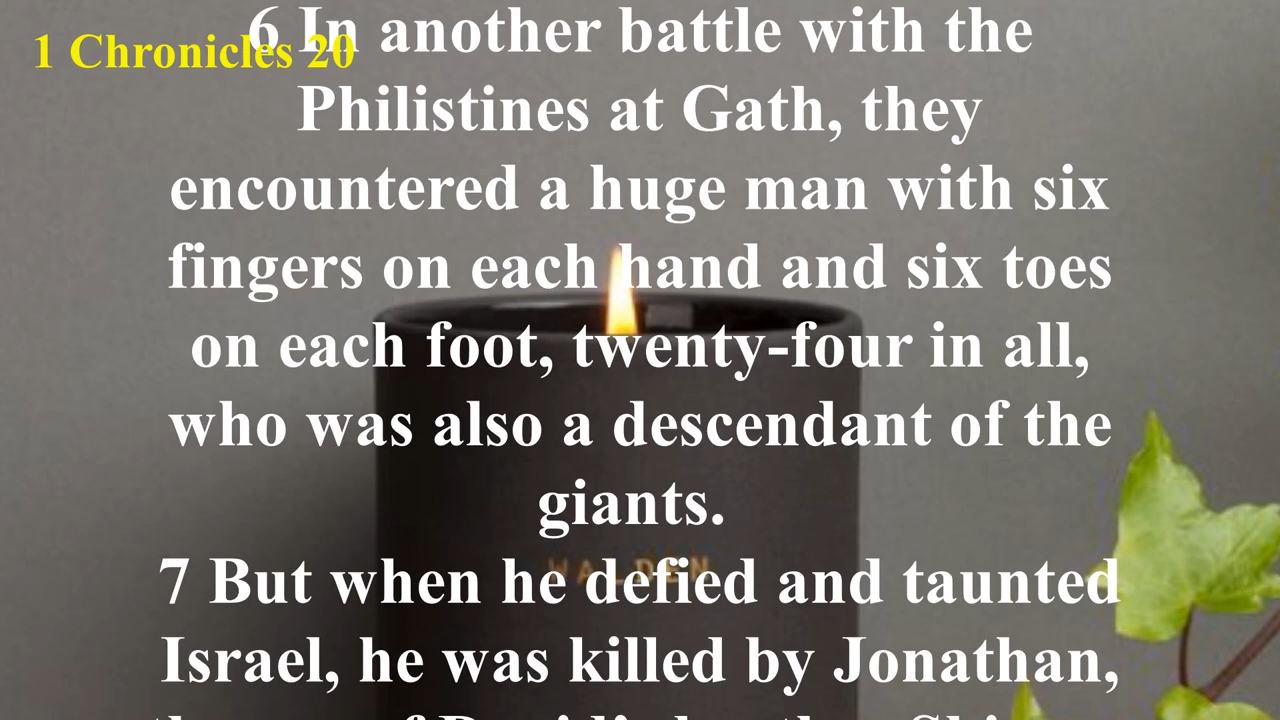 1 Chronicles 20
6 In another battle with the
Philistines at Gath, they
encountered a huge man with six
fingers on each hand and six toes
on each foot, twenty-four in all,
who was also a descendant of the
giants.
WALDEN
7 But when he defied and taunted
Israel, he was killed by Jonathan,